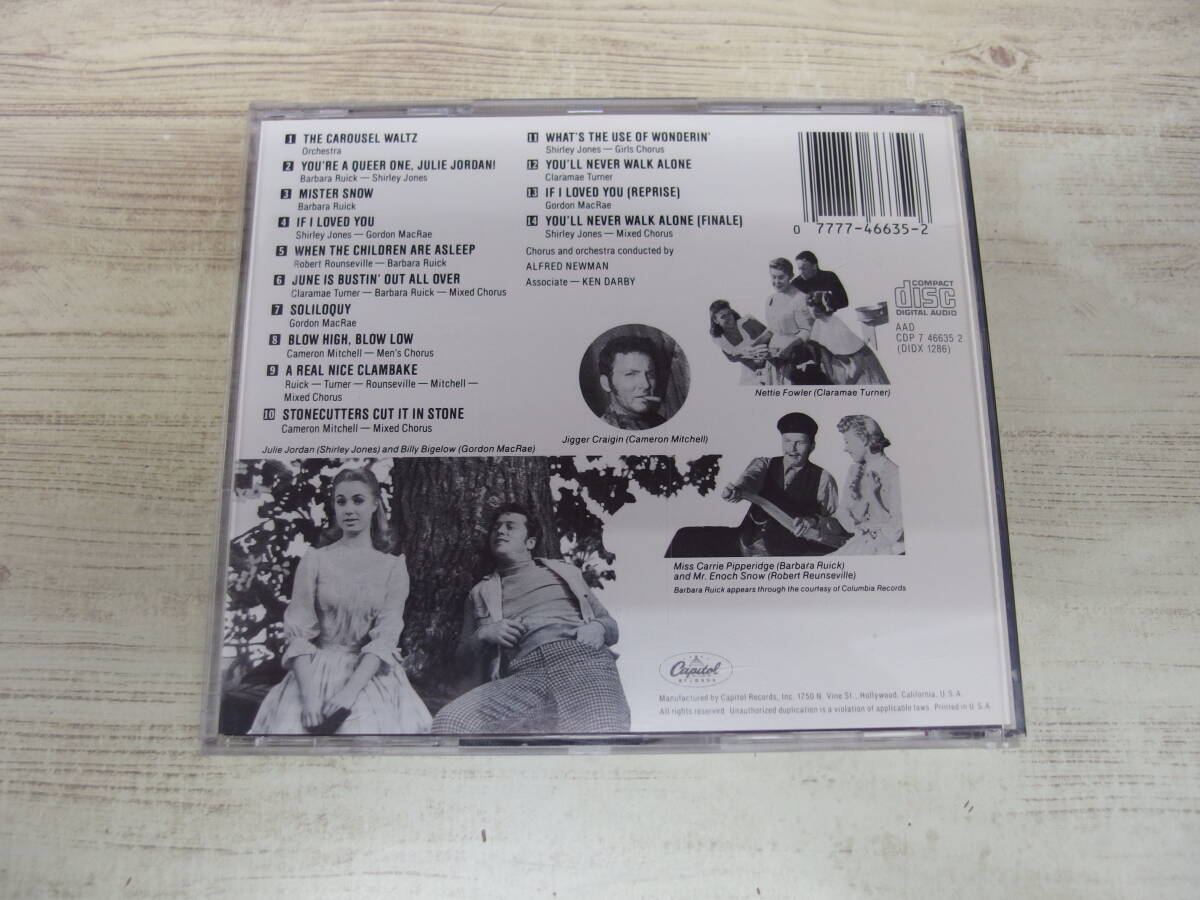 1 THE CAROUSEL WALTZ
Orchestra
2 YOU'RE A QUEER ONE, JULIE JORDAN!
Barbara Ruick — Shirley Jones
3 MISTER SNOW
Barbara Ruick
4 IF I LOVED YOU
Shirley Jones — Gordon MacRae
5 WHEN THE CHILDREN ARE ASLEEP
Robert Rounseville — Barbara Ruick
6 JUNE IS BUSTIN' OUT ALL OVER
Claramae Turner — Barbara Ruick — Mixed Chorus
7 SOLILOQUY
Gordon MacRae
8 BLOW HIGH, BLOW LOW
Cameron Mitchell — Men's Chorus
9 A REAL NICE CLAMBAKE
Ruick — Turner — Rounseville — Mitchell —
Mixed Chorus
10 STONECUTTERS CUT IT IN STONE
Cameron Mitchell — Mixed Chorus
11 WHAT'S THE USE OF WONDERIN'
Shirley Jones — Girls Chorus
12 YOU'LL NEVER WALK ALONE
Claramae Turner
13 IF I LOVED YOU (REPRISE)
Gordon MacRae
14 YOU'LL NEVER WALK ALONE (FINALE)
Shirley Jones — Mixed Chorus
Chorus and orchestra conducted by
ALFRED NEWMAN
Associate — KEN DARBY
0 7777-46635-2
COMPACT
disc
DIGITAL AUDIO
AAD
CDP 7 46635 2
(DIDX 1286)
Nettie Fowler (Claramae Turner)
Jigger Craigin (Cameron Mitchell)
Julie Jordan (Shirley Jones) and Billy Bigelow (Gordon MacRae)
Miss Carrie Pipperidge (Barbara Ruick)
and Mr. Enoch Snow (Robert Reunseville)
Barbara Ruick appears through the courtesy of Columbia Records
Capitol
RECORDS
Manufactured by Capitol Records, Inc. 1750 N. Vine St., Hollywood, California, U.S.A.
All rights reserved. Unauthorized duplication is a violation of applicable laws. Printed in U.S.A.